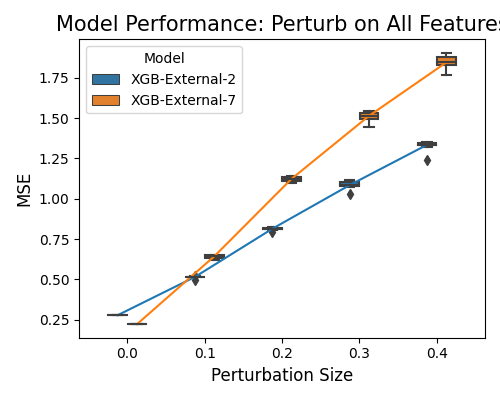 Model Performance: Perturb on All Features
Model
XGB-External-2
XGB-External-7
MSE
1.75
1.50
1.25
1.00
0.75
0.50
0.25
0.0
0.1
0.2
0.3
0.4
Perturbation Size